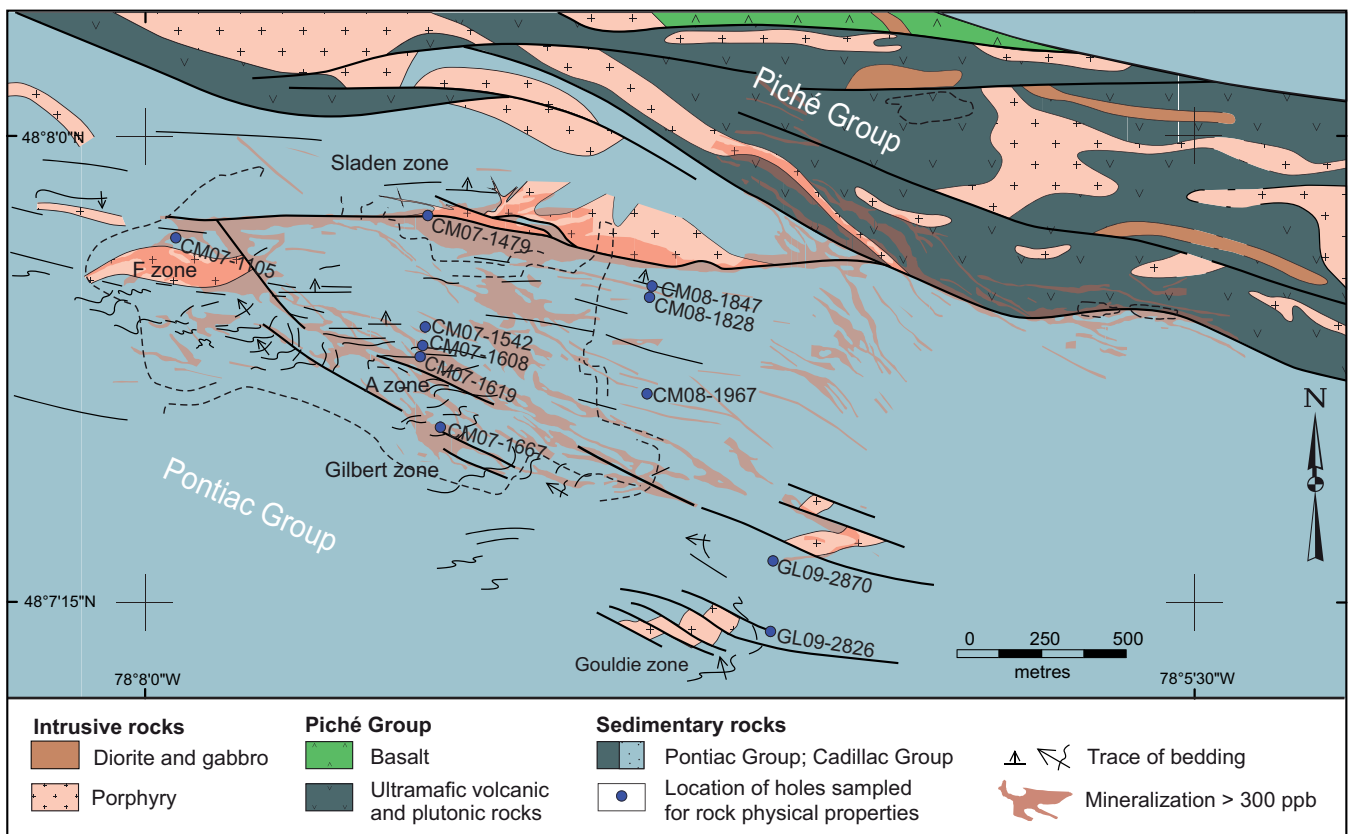 Piché Group
48°8'0"N
Sladen zone
CM07-1479
CM07-1105
F zone
CM08-1847
CM08-1828
CM07-1542
CM07-1608
CM07-1619
A zone
CM08-1967
N
CM07-1667
Gilbert zone
Pontiac Group
GL09-2870
48°7'15"N
GL09-2826
Gouldie zone
0 250 500
metres
78°8'0"W
78°5'30"W
Intrusive rocks
Diorite and gabbro
Porphyry
Piché Group
Basalt
Ultramafic volcanic
and plutonic rocks
Sedimentary rocks
Pontiac Group; Cadillac Group
Location of holes sampled
for rock physical properties
Trace of bedding
Mineralization > 300 ppb